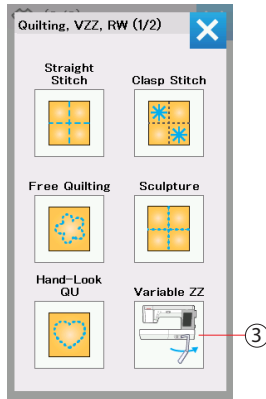 Quilting, VZZ, RW (1/2)
Straight
Stitch
Clasp Stitch
Free Quilting
Sculpture
Hand-Look
QU
Variable ZZ
③